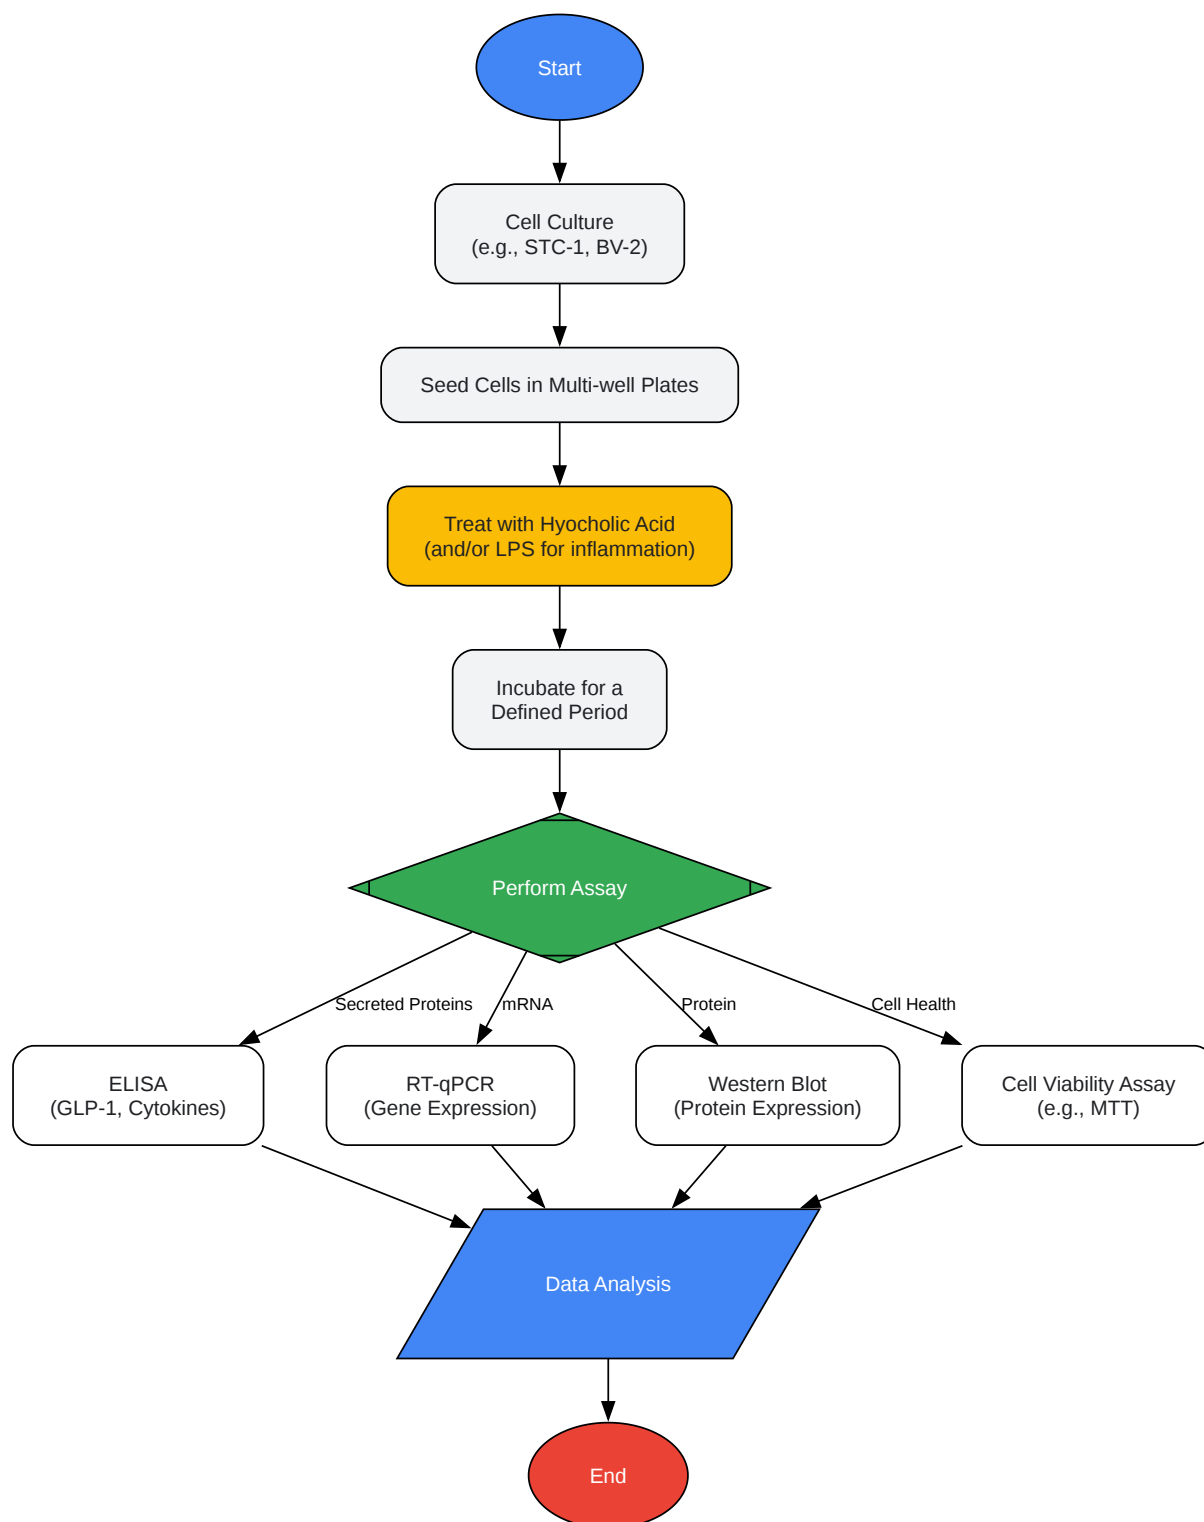 Start
Cell Culture
(e.g., STC-1, BV-2)
Seed Cells in Multi-well Plates
Treat with Hyocholic Acid
(and/or LPS for inflammation)
Incubate for a
Defined Period
Perform Assay
Secreted Proteins
mRNA
Protein
Cell Health
ELISA
(GLP-1, Cytokines)
RT-qPCR
(Gene Expression)
Western Blot
(Protein Expression)
Cell Viability Assay
(e.g., MTT)
Data Analysis
End